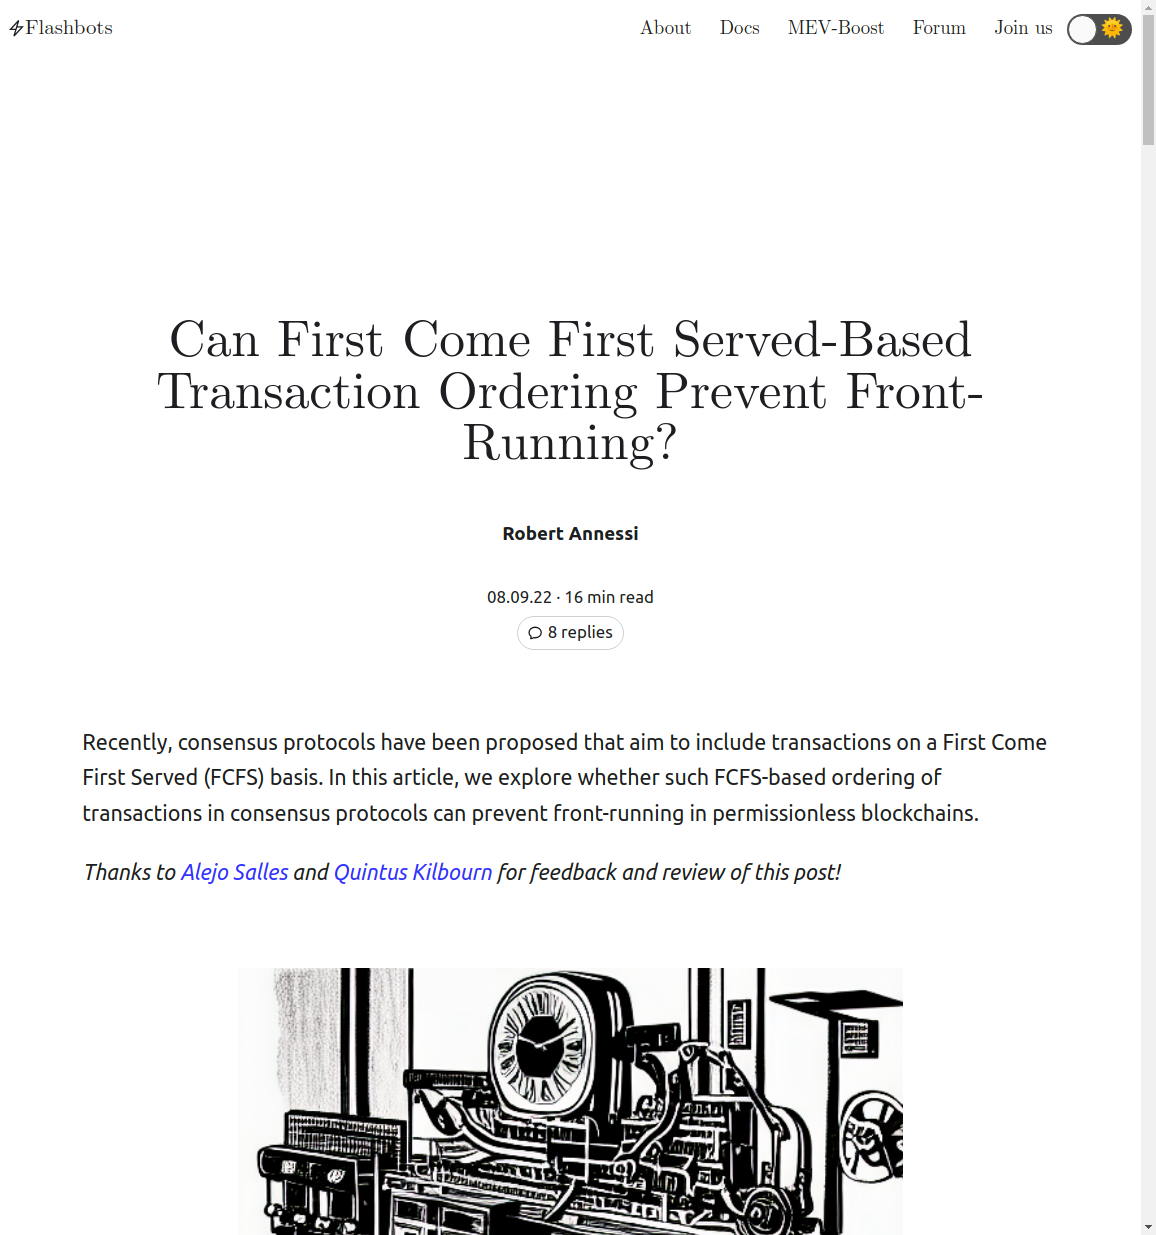 Flashbots
About Docs MEV-Boost Forum Join us
Can First Come First Served-Based
Transaction Ordering Prevent Front-
Running?
Robert Annessi
08.09.22 · 16 min read
8 replies
Recently, consensus protocols have been proposed that aim to include transactions on a First Come
First Served (FCFS) basis. In this article, we explore whether such FCFS-based ordering of
transactions in consensus protocols can prevent front-running in permissionless blockchains.
Thanks to Alejo Salles and Quintus Kilbourn for feedback and review of this post!